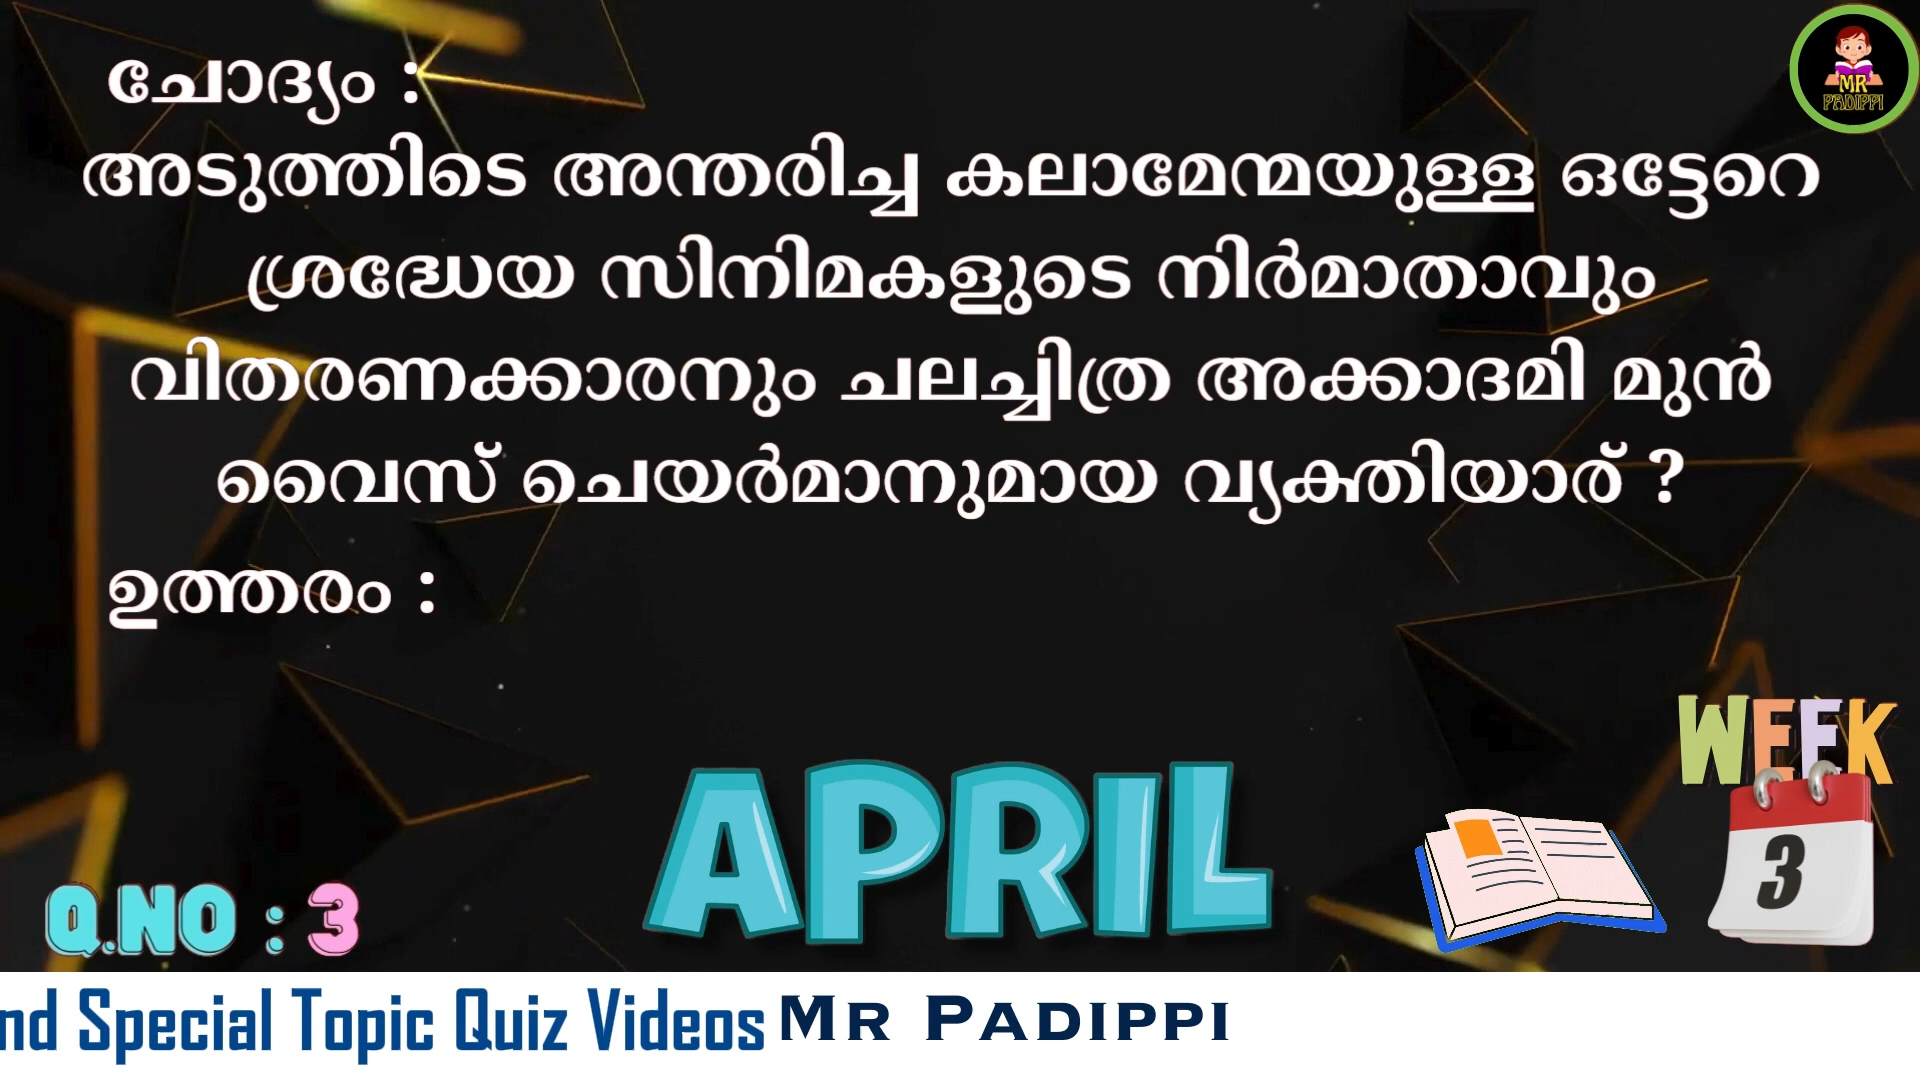 ചോദ്യം :
MR
PADIPPI
അടുത്തിടെ അന്തരിച്ച കലാമേന്മയുള്ള ഒട്ടേറെ
ശ്രദ്ധേയ സിനിമകളുടെ നിർമാതാവും
വിതരണക്കാരനും ചലച്ചിത്ര അക്കാദമി മുൻ
വൈസ് ചെയർമാനുമായ വ്യക്തിയാര് ?
ഉത്തരം :
WEEK
3
APRIL
Q.NO : 3
nd Special Topic Quiz Videos MR PADIPPI